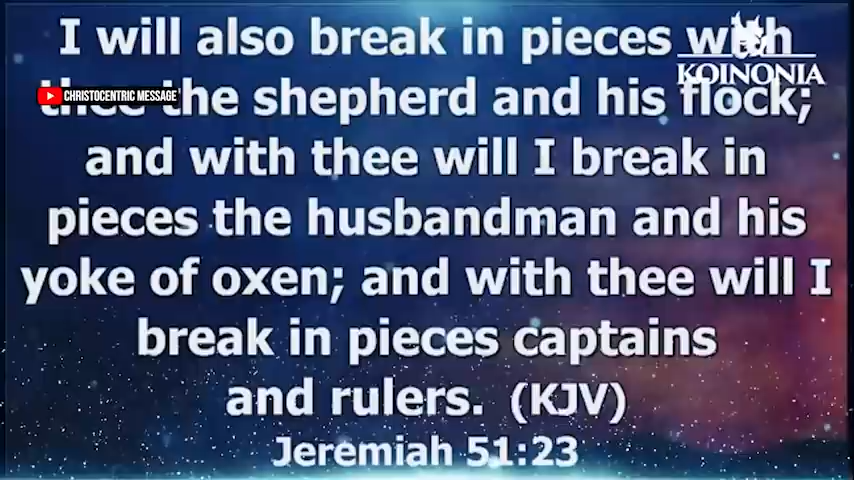 I will also break in pieces with
KOINONIA
CHRISTOCENTRIC MESSAGE
thee the shepherd and his flock;
and with thee will I break in
pieces the husbandman and his
yoke of oxen; and with thee will I
break in pieces captains
and rulers. (KJV)
Jeremiah 51:23